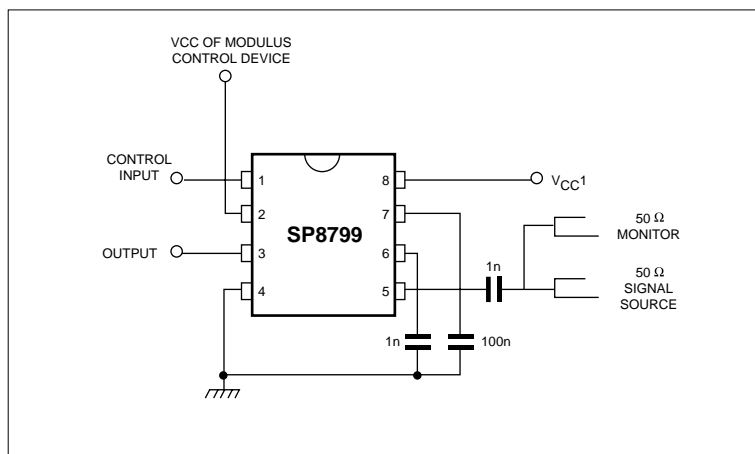 VCC OF MODULUS
CONTROL DEVICE
CONTROL
INPUT
OUTPUT
1
2
3
4
SP8799
8
7
6
5
VCC1
50 Ω
MONITOR
50 Ω
SIGNAL
SOURCE
1n
1n
100n